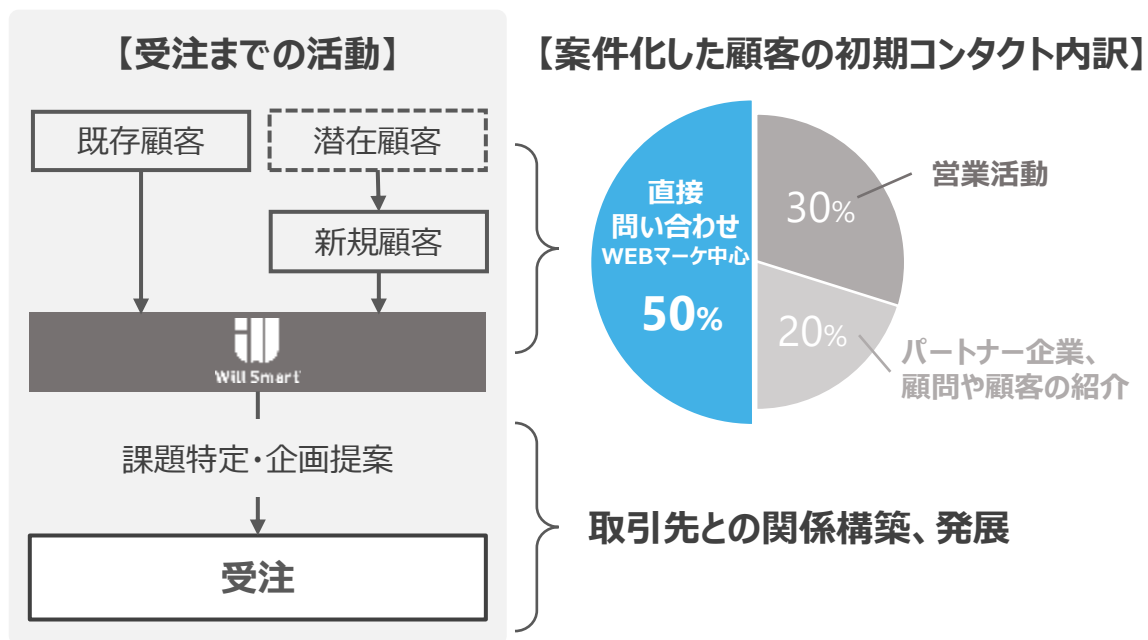 【受注までの活動】
既存顧客
潜在顧客
新規顧客
will
Will Smart
課題特定・企画提案
受注
【案件化した顧客の初期コンタクト内訳】
直接
問い合わせ
WEBマーケ中心
50%
30%
営業活動
20%
パートナー企業、
顧問や顧客の紹介
取引先との関係構築、発展